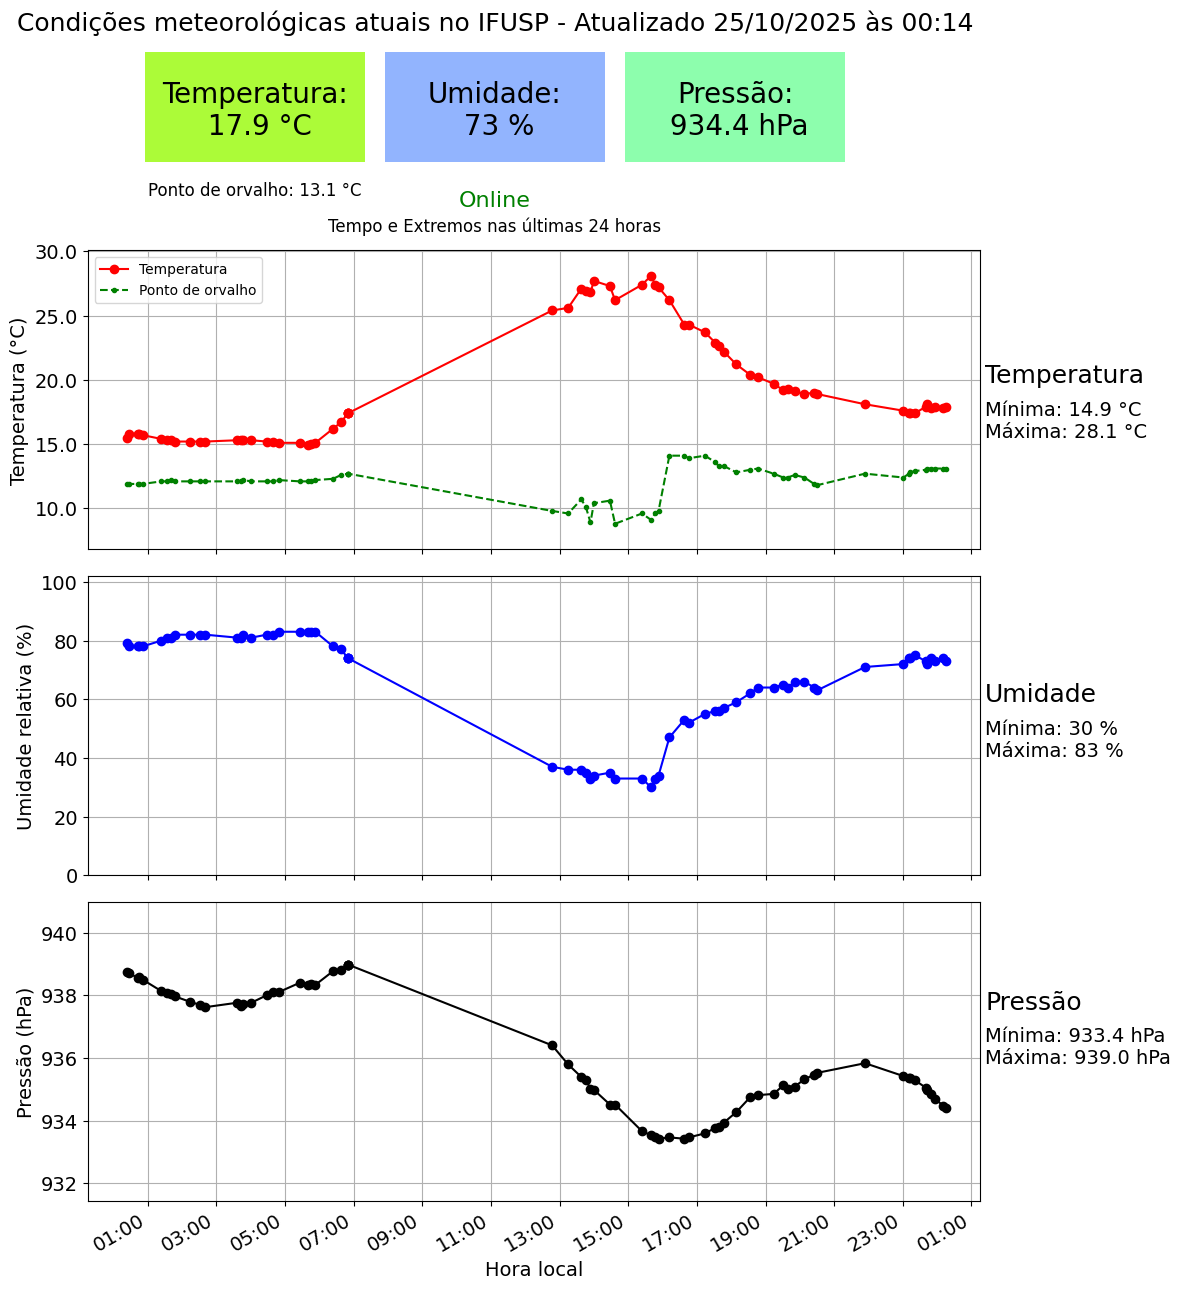 Condições meteorológicas atuais no IFUSP - Atualizado 25/10/2025 às 00:14
Temperatura:
17.9 °C
Umidade:
73 %
Pressão:
934.4 hPa
Ponto de orvalho: 13.1 °C
Online
Tempo e Extremos nas últimas 24 horas
Temperatura (°C)
30.0
25.0
20.0
15.0
10.0
Temperatura
Ponto de orvalho
Temperatura
Mínima: 14.9 °C
Máxima: 28.1 °C
Umidade relativa (%)
100
80
60
40
20
0
Umidade
Mínima: 30 %
Máxima: 83 %
Pressão (hPa)
940
938
936
934
932
Pressão
Mínima: 933.4 hPa
Máxima: 939.0 hPa
01:00 03:00 05:00 07:00 09:00 11:00 13:00 15:00 17:00 19:00 21:00 23:00 01:00
Hora local